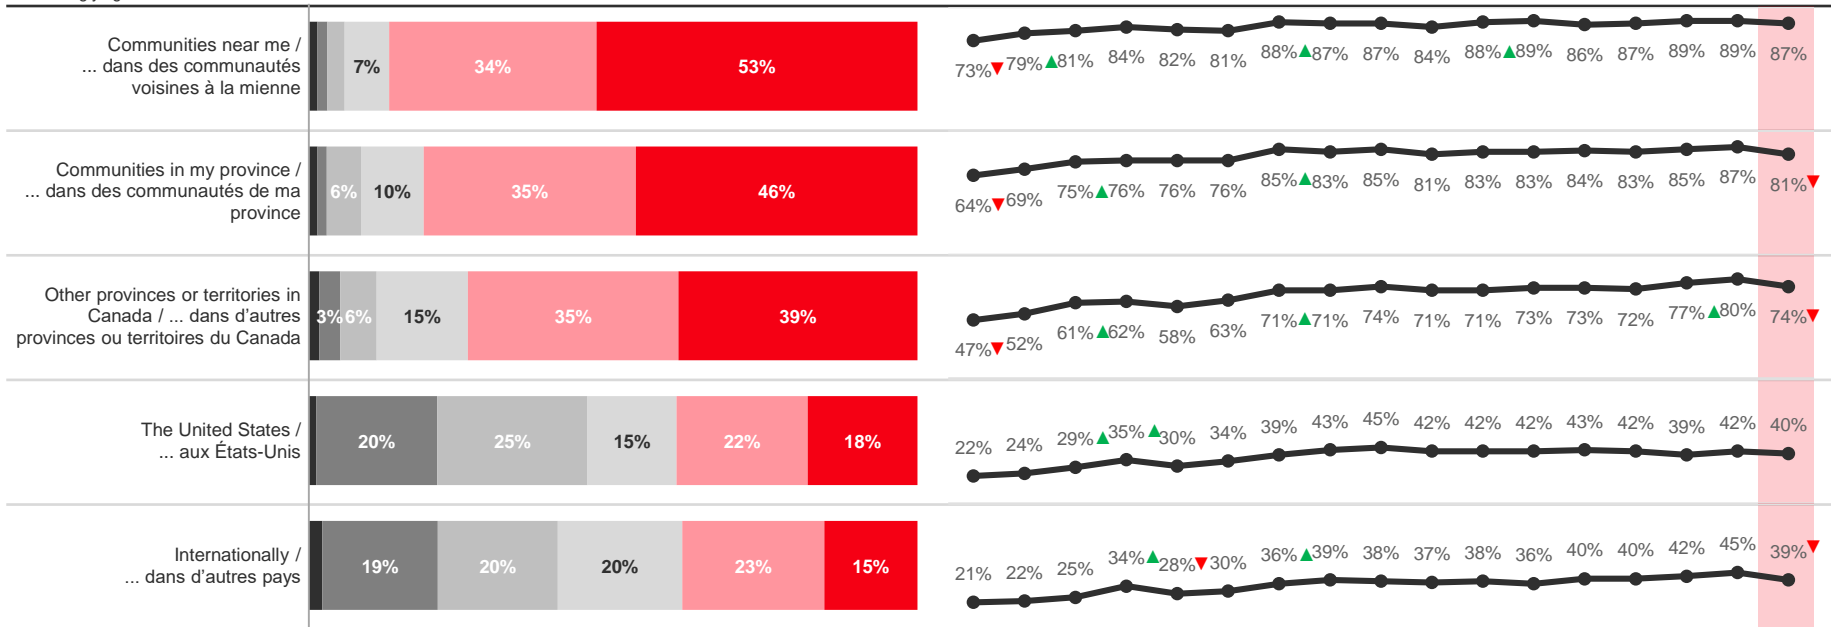 Communities near me /
... dans des communautés
voisines à la mienne
7% 34% 53%
73% 79% 81% 84% 82% 81% 88% 87% 87% 84% 88% 89% 86% 87% 89% 89% 87%
Communities in my province /
... dans des communautés de ma
province
6% 10% 35% 46%
64% 69% 75% 76% 76% 76% 85% 83% 85% 81% 83% 83% 84% 83% 85% 87% 81%
Other provinces or territories in
Canada / ... dans d'autres
provinces ou territoires du Canada
3% 6% 15% 35% 39%
47% 52% 61% 62% 58% 63% 71% 71% 74% 71% 71% 73% 73% 72% 77% 80% 74%
The United States /
... aux États-Unis
20% 25% 15% 22% 18%
22% 24% 29% 35% 30% 34% 39% 43% 45% 42% 42% 42% 43% 42% 39% 42% 40%
Internationally /
... dans d'autres pays
19% 20% 20% 23% 15%
21% 22% 25% 34% 28% 30% 36% 39% 38% 37% 38% 36% 40% 40% 42% 45% 39%